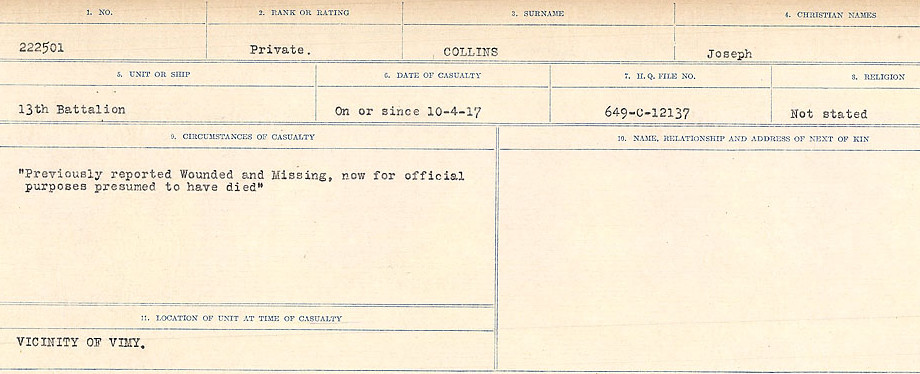 1. NO.
2. RANK OR RATING
3. SURNAME
4. CHRISTIAN NAMES
222501
Private.
COLLINS
Joseph
5. UNIT OR SHIP
6. DATE OF CASUALTY
7. H.Q. FILE NO.
8. RELIGION
13th Battalion
On or since 10-4-17
649-C-12137
Not stated
9. CIRCUMSTANCES OF CASUALTY
10. NAME, RELATIONSHIP AND ADDRESS OF NEXT OF KIN
"Previously reported Wounded and Missing, now for official
purposes presumed to have died"
11. LOCATION OF UNIT AT TIME OF CASUALTY
VICINITY OF VIMY.